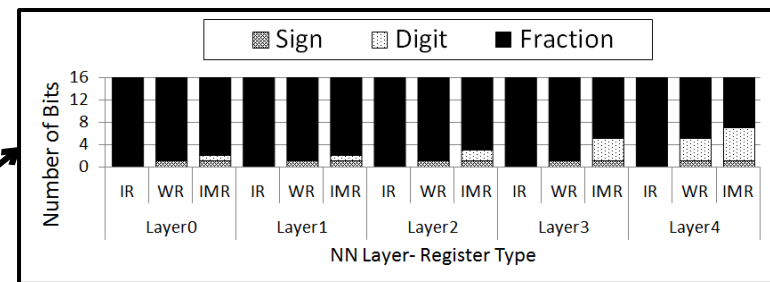 Sign Digit Fraction
Number of Bits
16
12
8
4
0
IR WR IMR IR WR IMR IR WR IMR IR WR IMR IR WR IMR
Layer0 Layer1 Layer2 Layer3 Layer4
NN Layer- Register Type